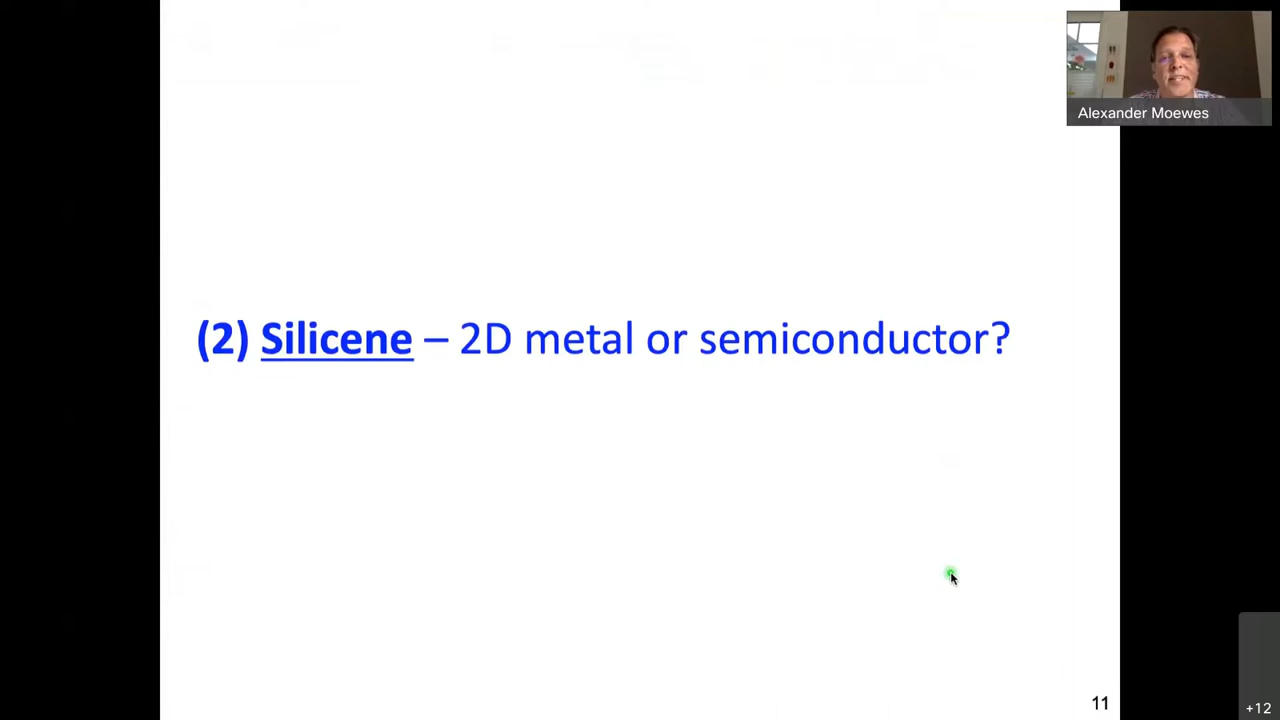 Alexander Moewes
(2) Silicene – 2D metal or semiconductor?
11
+12